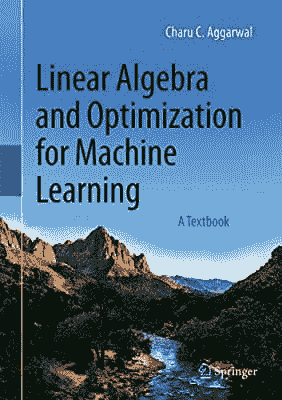 Charu C. Aggarwal
Linear Algebra
and Optimization
for Machine
Learning
A Textbook
Springer